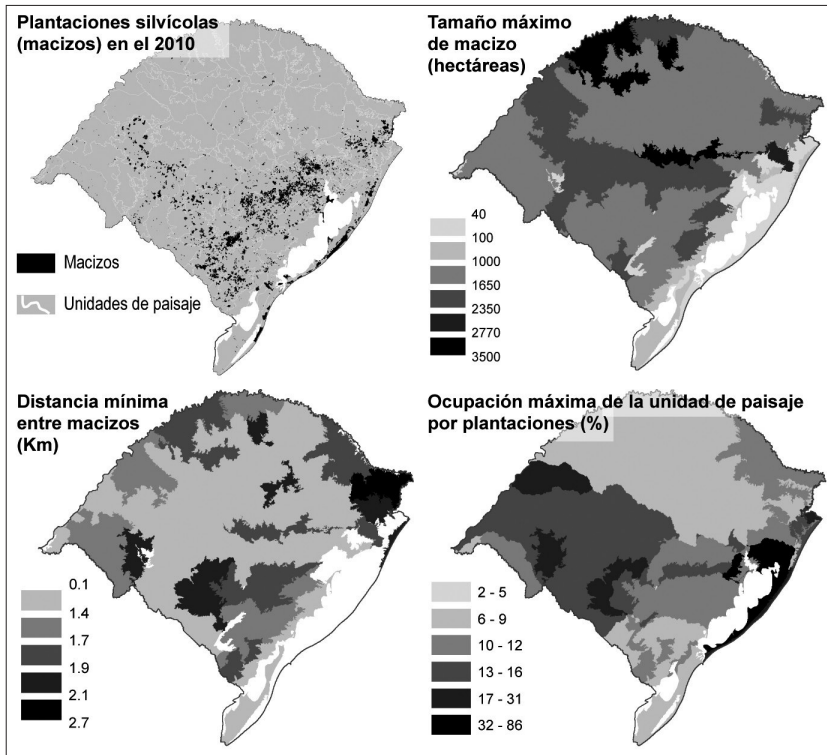 Plantaciones silvícolas
(macizos) en el 2010
Macizos
Unidades de paisaje
Tamaño máximo
de macizo
(hectáreas)
40
100
1000
1650
2350
2770
3500
Distancia mínima
entre macizos
(Km)
0.1
1.4
1.7
1.9
2.1
2.7
Ocupación máxima de la unidad de paisaje
por plantaciones (%)
2 - 5
6 - 9
10 - 12
13 - 16
17 - 31
32 - 86